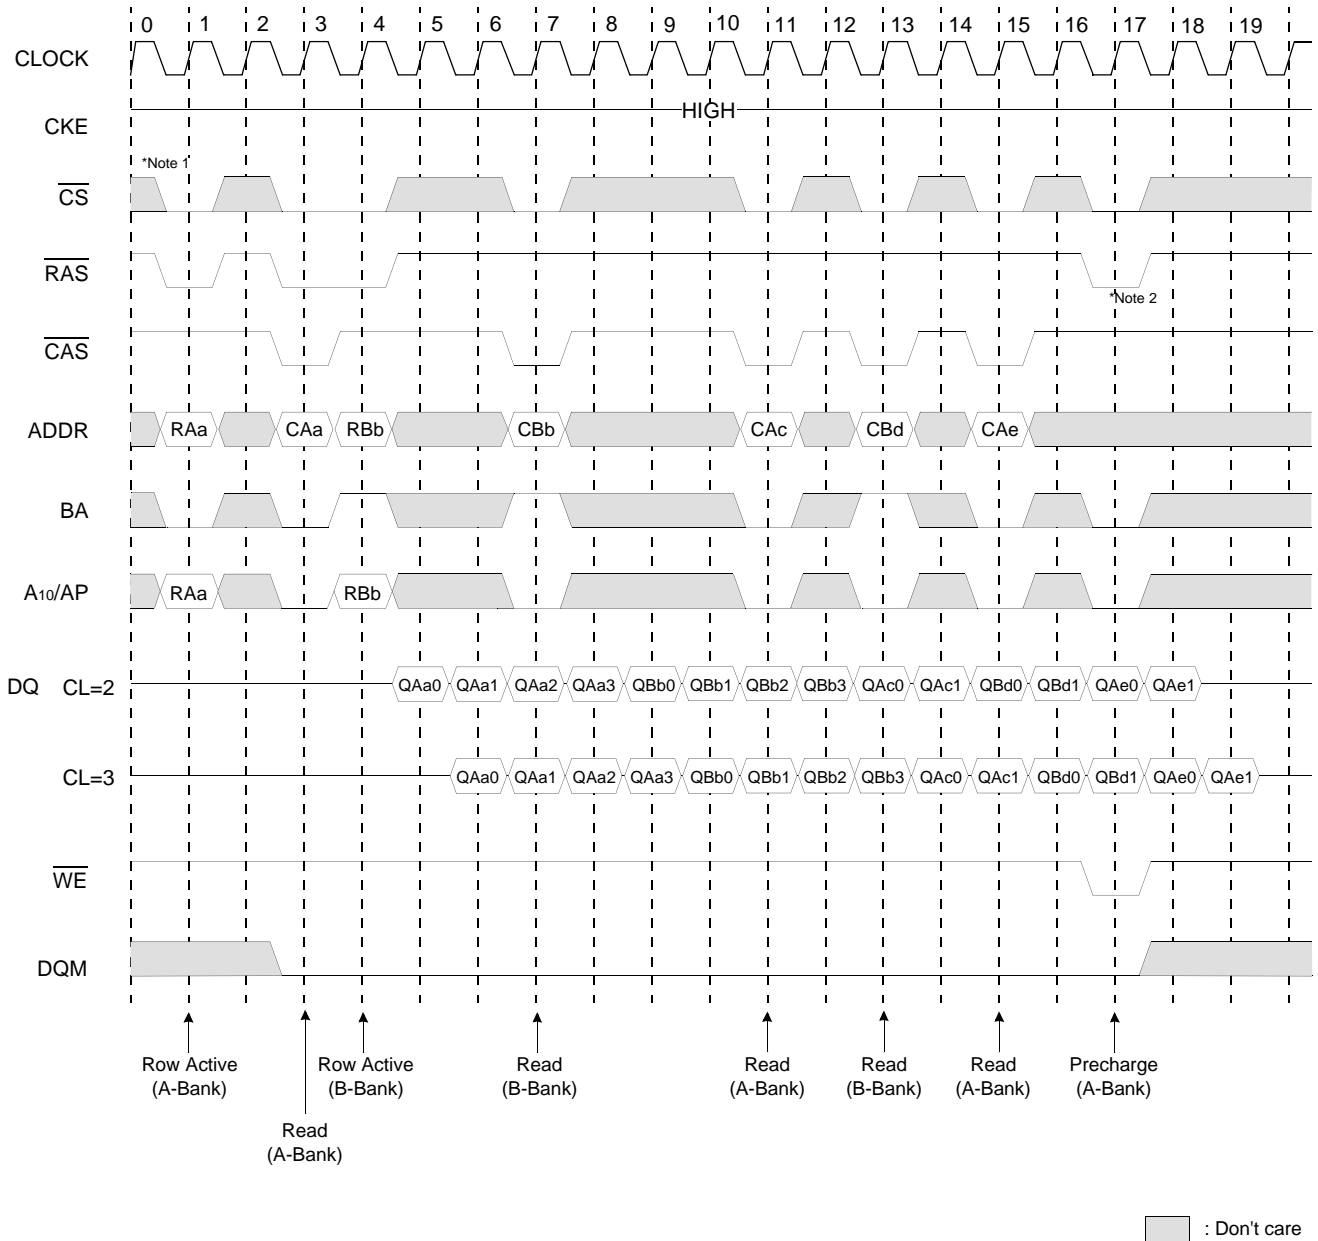 0 1 2 3 4 5 6 7 8 9 10 11 12 13 14 15 16 17 18 19
CLOCK
HIGH
CKE
*Note 1
CS
RAS
*Note 2
CAS
ADDR RAa CAa RBb CBb CAc CBd CAe
BA
A10/AP RAa RBb
DQ CL=2 QAa0 QAa1 QAa2 QAa3 QBb0 QBb1 QBb2 QBb3 QAc0 QAc1 QBd0 QBd1 QAe0 QAe1
CL=3 QAa0 QAa1 QAa2 QAa3 QBb0 QBb1 QBb2 QBb3 QAc0 QAc1 QBd0 QBd1 QAe0 QAe1
WE
DQM
Row Active
(A-Bank)
Row Active
(B-Bank)
Read
(B-Bank)
Read
(A-Bank)
Read
(B-Bank)
Read
(A-Bank)
Precharge
(A-Bank)
Read
(A-Bank)
: Don't care